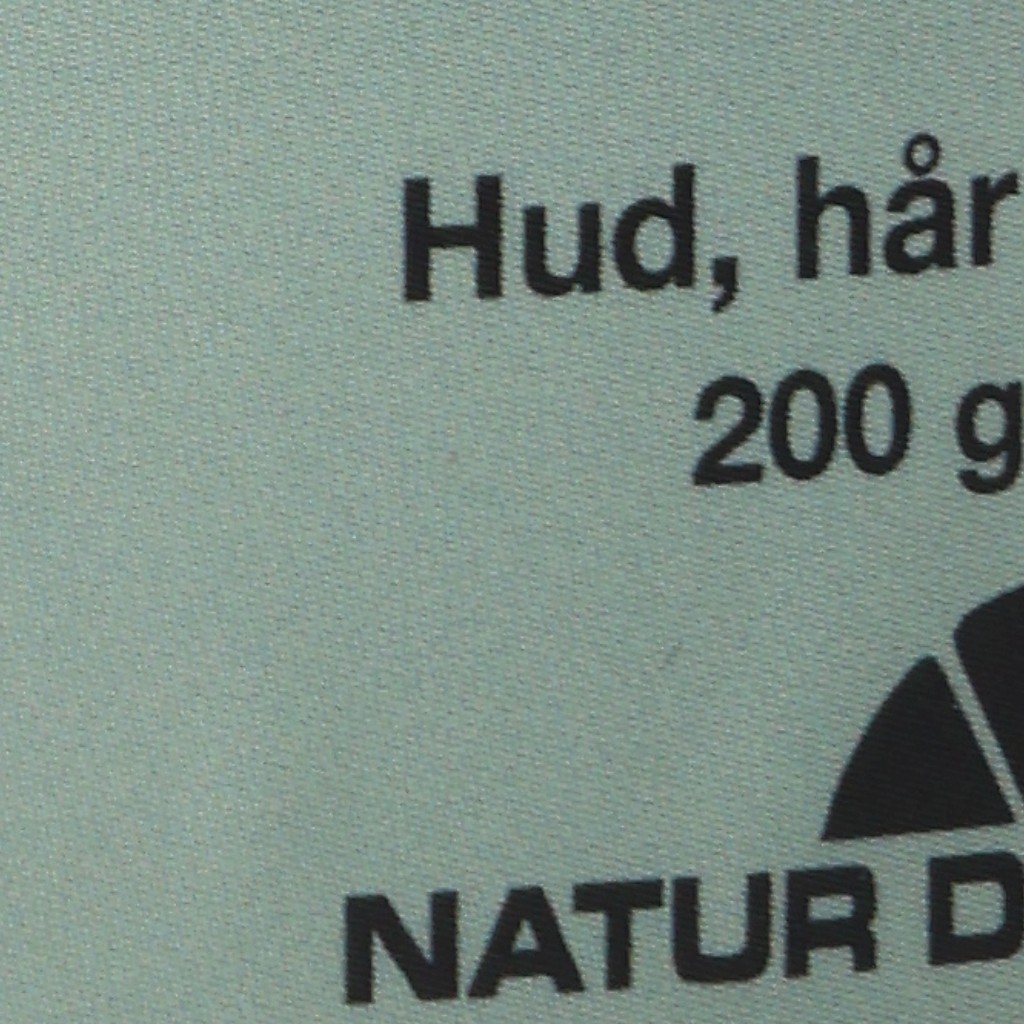 Hud, hår
200 g
NATUR D